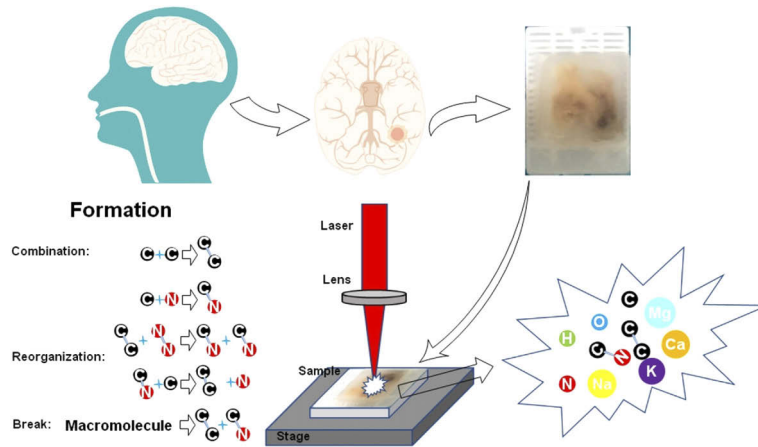 Formation
Combination:
C + C C C
C + N C N
Reorganization:
C C + N N C N + C N
C N + C C C + N
Break: Macromolecule C C + C N
Laser
Lens
Sample
Stage
C
O Mg
H C
C Ca
C N K
N Na